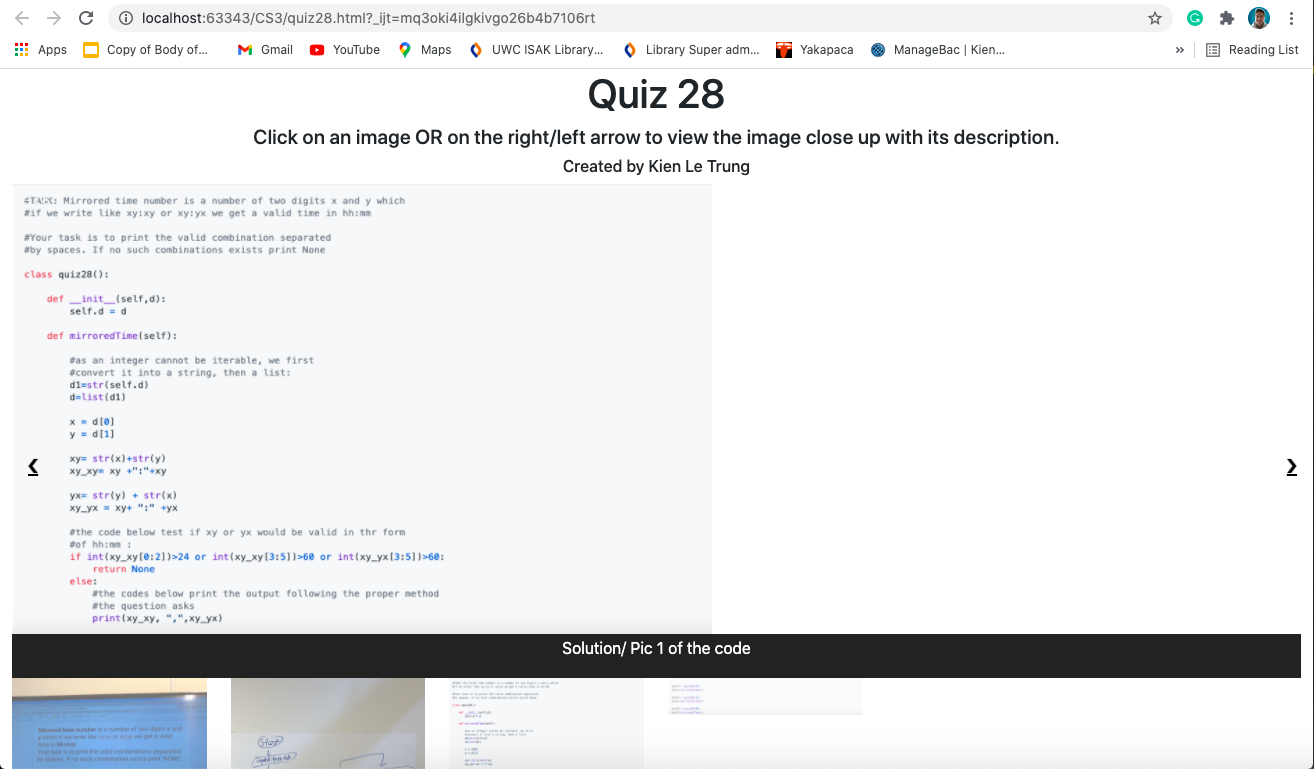 localhost:63343/CS3/quiz28.html?_ijt=mq3oki4ilgkivgo26b4b7106rt
Apps Copy of Body of... Gmail YouTube Maps UWC ISAK Library... Library Super adm... Yakapaca ManageBac | Kien... » Reading List
Quiz 28
Click on an image OR on the right/left arrow to view the image close up with its description.
Created by Kien Le Trung
#TASK: Mirrored time number is a number of two digits x and y which
#if we write like xy:xy or xy:yx we get a valid time in hh:mm
#Your task is to print the valid combination separated
#by spaces. If no such combinations exists print None
class quiz28():
def __init__(self,d):
self.d = d
def mirroredTime(self):
#as an integer cannot be iterable, we first
#convert it into a string, then a list:
d1=str(self.d)
d=list(d1)
x = d[0]
y = d[1]
xy= str(x)+str(y)
xy_xy= xy +":"+xy
yx= str(y) + str(x)
xy_yx = xy+ ":" +yx
#the code below test if xy or yx would be valid in thr form
#of hh:mm :
if int(xy_xy[0:2])>24 or int(xy_xy[3:5])>60 or int(xy_yx[3:5])>60:
return None
else:
#the codes below print the output following the proper method
#the question asks
print(xy_xy, ",",xy_yx)
❮ ❯
Solution/ Pic 1 of the code
Mirrored time number is a number of two digits x and
y which if we write like xy:xy or xy:yx we get a valid
time in hh:mm.
Your task is to print the valid combinations separated
by spaces. If no such combination exists print "NONE"
Start